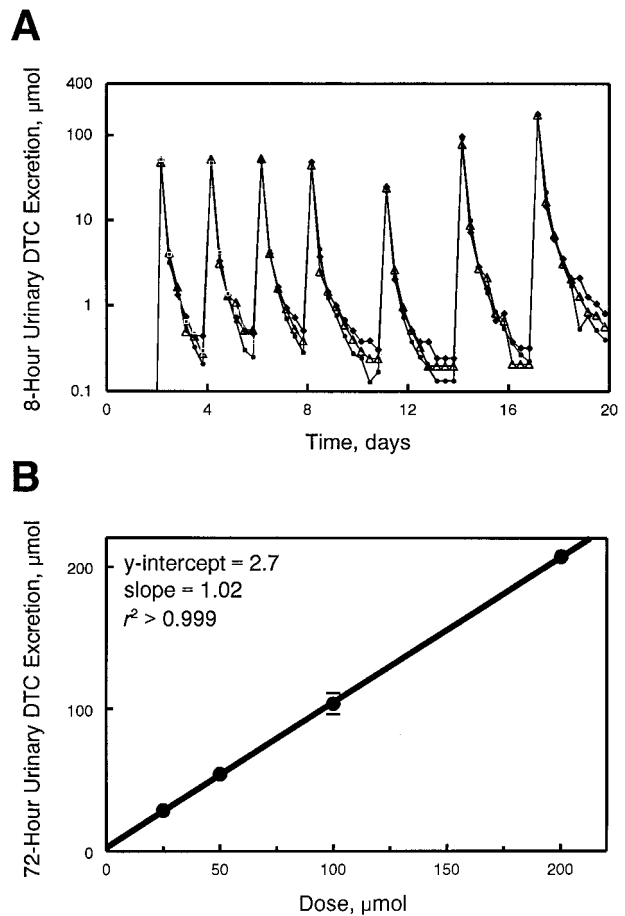 A
8-Hour Urinary DTC Excretion, μmol
400
100
10
1
0.1
0 4 8 12 16 20
Time, days
B
72-Hour Urinary DTC Excretion, μmol
y-intercept = 2.7
slope = 1.02
r² > 0.999
200
100
0
0 50 100 150 200
Dose, μmol